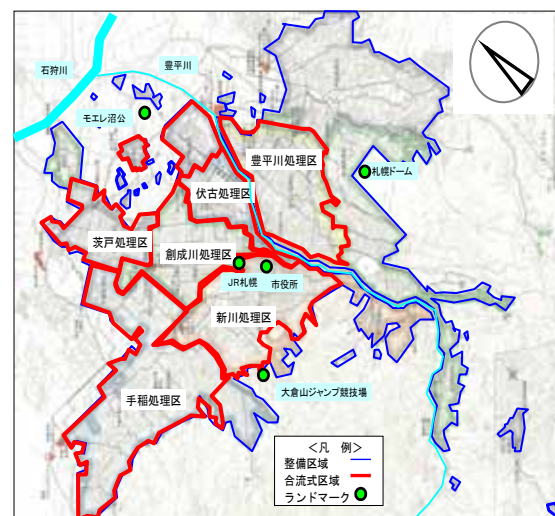 石狩川
豊平川
モエレ沼公
豊平川処理区
札幌ドーム
伏古処理区
茨戸処理区
創成川処理区
JR札幌
市役所
新川処理区
大倉山ジャンプ競技場
手稲処理区
＜凡 例＞
整備区域
合流式区域
ランドマーク